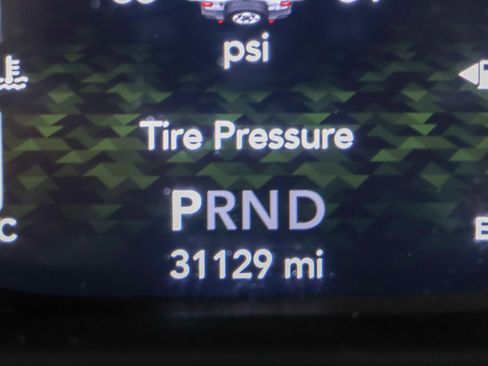 psi
Tire Pressure
PRND
31129 mi
C